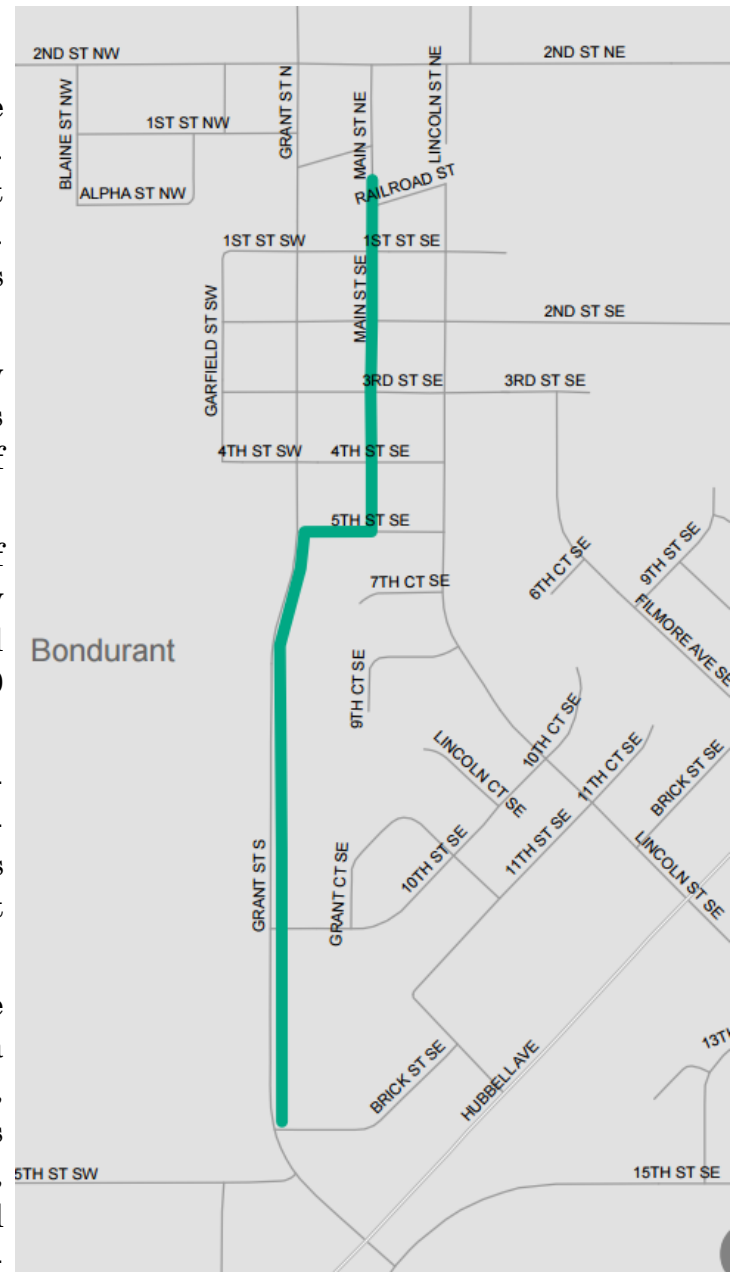 2ND ST NW
2ND ST NE
GRANT ST N
MAIN ST NE
LINCOLN ST NE
BLAINE ST NW
1ST ST NW
ALPHA ST NW
RAILROAD ST
1ST ST SW
1ST ST SE
MAIN ST SE
GARFIELD ST SW
2ND ST SE
3RD ST SE
3RD ST SE
4TH ST SW
4TH ST SE
5TH ST SE
7TH CT SE
6TH CT SE
9TH ST SE
FILMORE AVE SE
Bondurant
9TH CT SE
10TH CT SE
LINCOLN CT SE
11TH CT SE
BRICK ST SE
10TH ST SE
11TH ST SE
GRANT ST S
GRANT CT SE
LINCOLN ST SE
BRICK ST SE
HUBBELL AVE
13TH
5TH ST SW
15TH ST SE